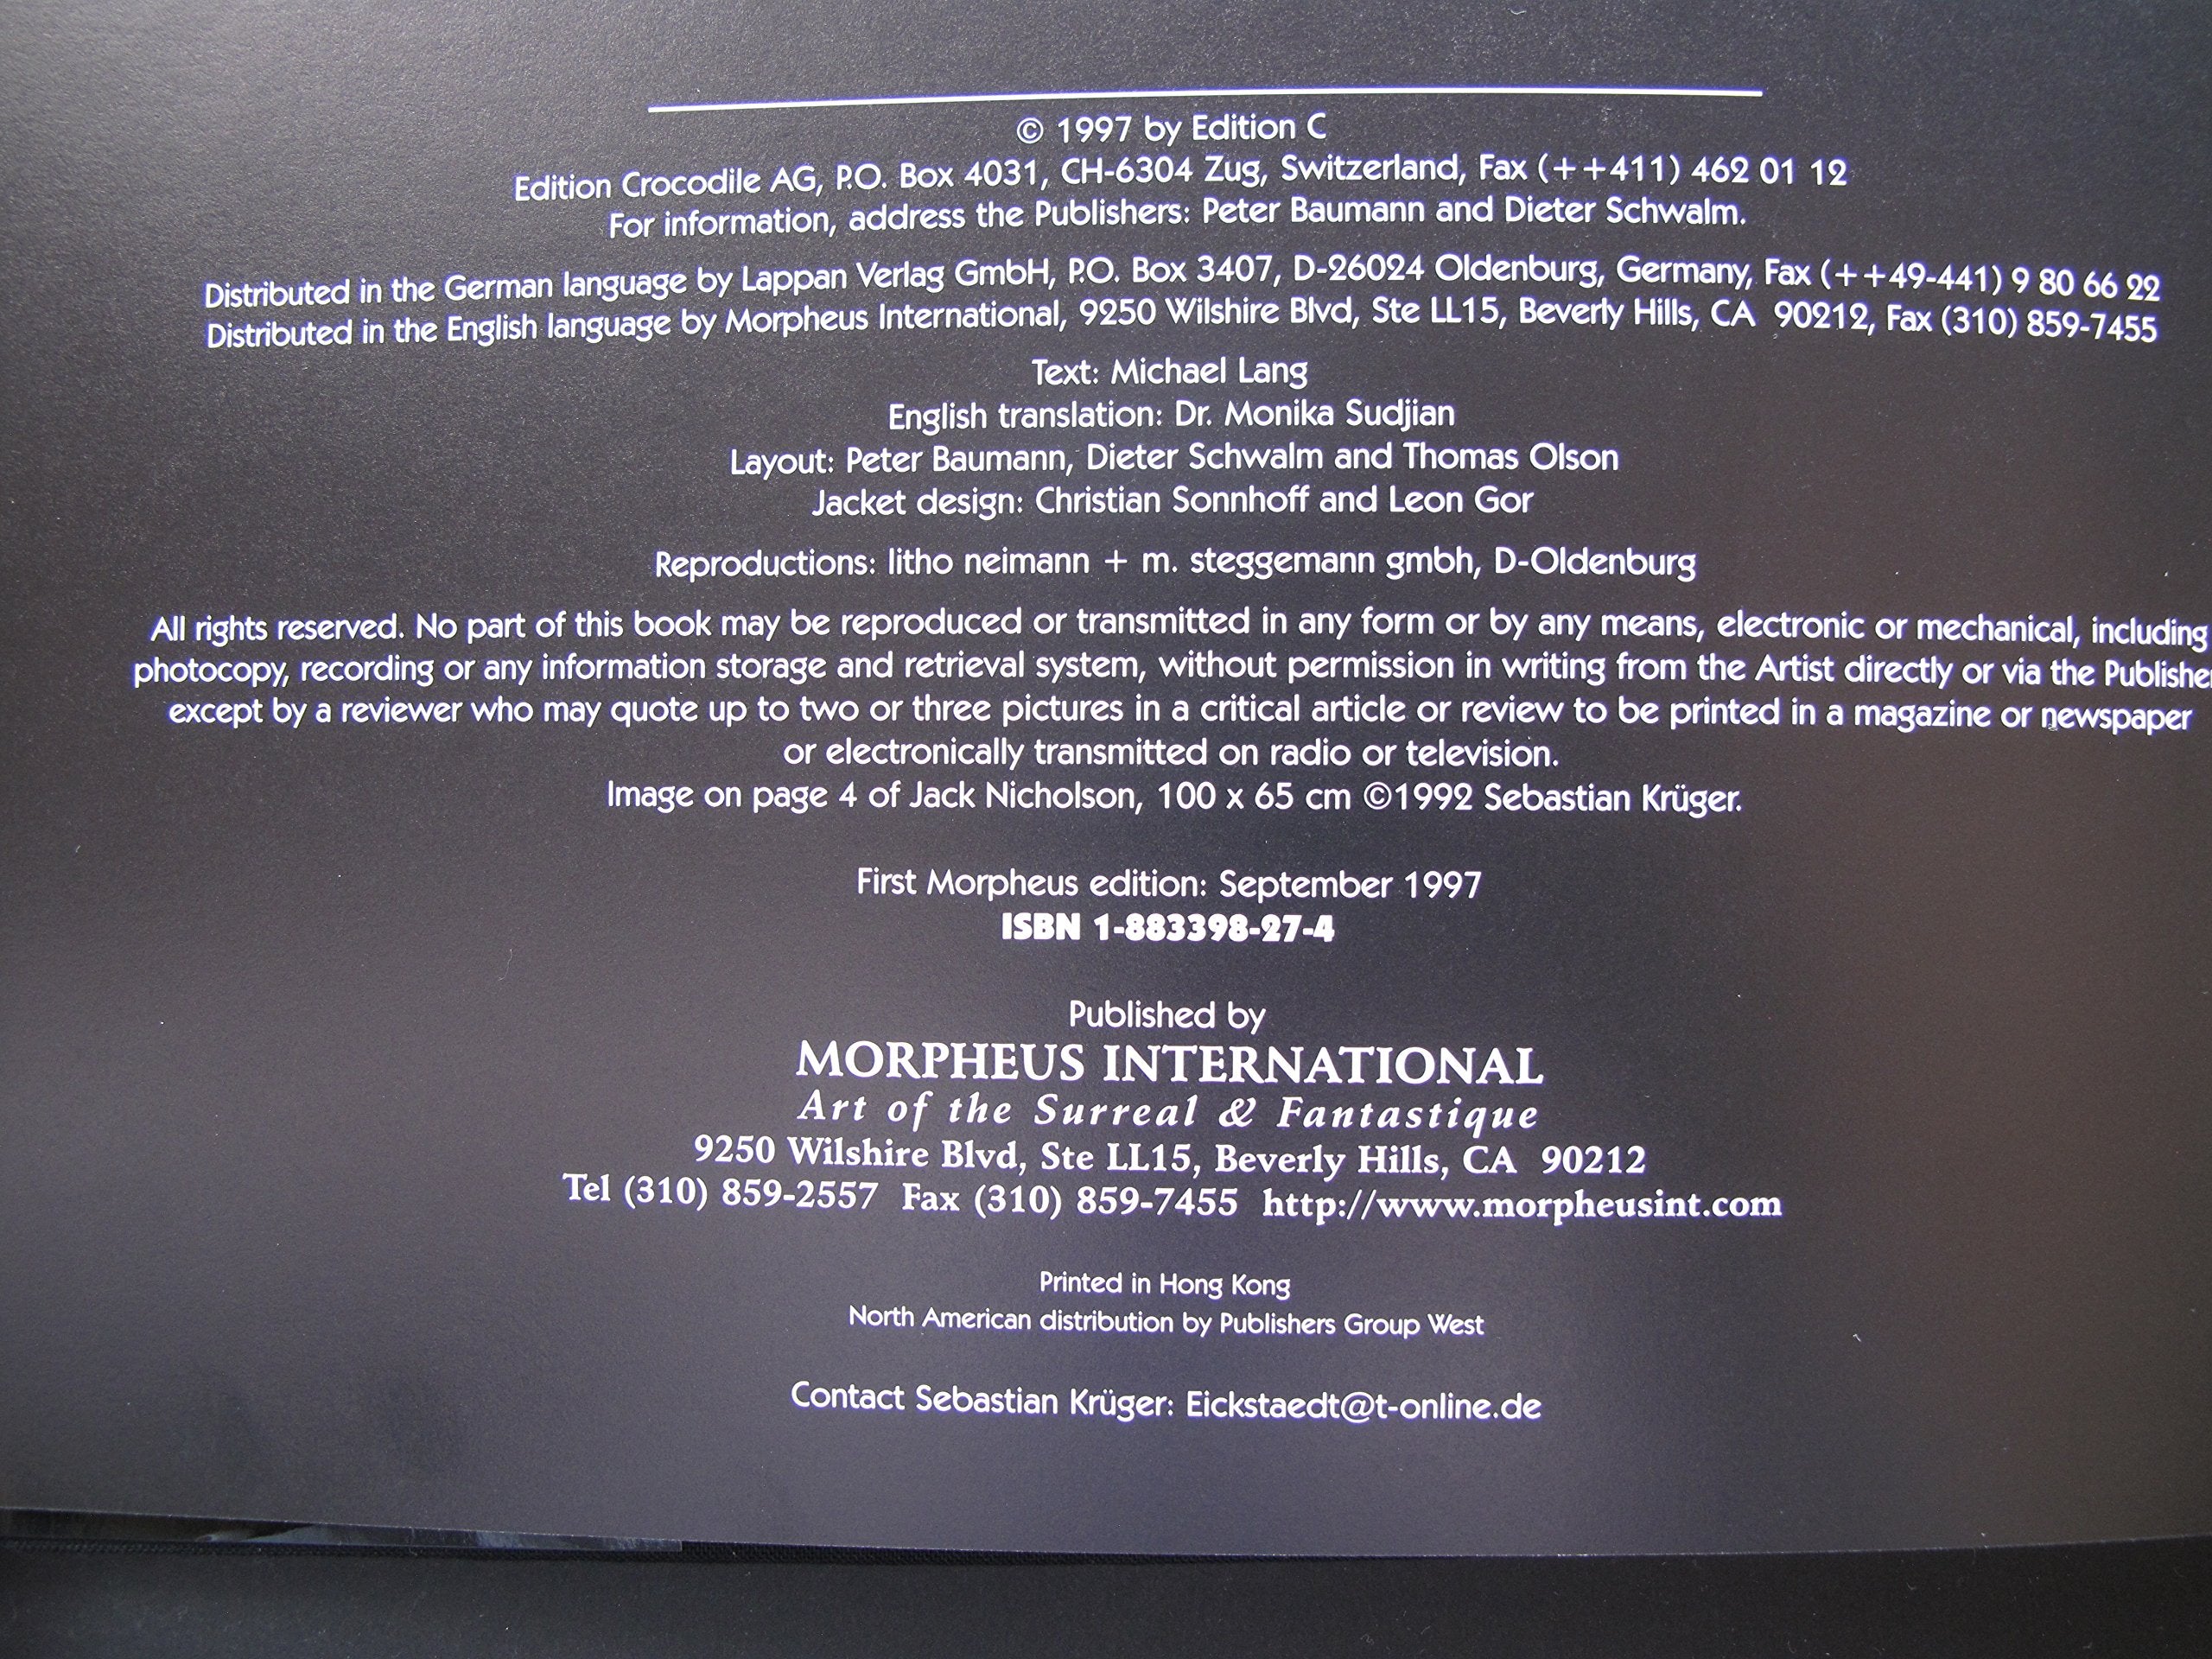 © 1997 by Edition C
Edition Crocodile AG, P.O. Box 4031, CH-6304 Zug, Switzerland, Fax (++411) 462 01 12
For information, address the Publishers: Peter Baumann and Dieter Schwalm.
Distributed in the German language by Lappan Verlag GmbH, P.O. Box 3407, D-26024 Oldenburg, Germany, Fax (++49-441) 9 80 66 22
Distributed in the English language by Morpheus International, 9250 Wilshire Blvd, Ste LL15, Beverly Hills, CA 90212, Fax (310) 859-7455
Text: Michael Lang
English translation: Dr. Monika Sudjian
Layout: Peter Baumann, Dieter Schwalm and Thomas Olson
Jacket design: Christian Sonnhoff and Leon Gor
Reproductions: litho neimann + m. steggemann gmbh, D-Oldenburg
All rights reserved. No part of this book may be reproduced or transmitted in any form or by any means, electronic or mechanical, including
photocopy, recording or any information storage and retrieval system, without permission in writing from the Artist directly or via the Publisher
except by a reviewer who may quote up to two or three pictures in a critical article or review to be printed in a magazine or newspaper
or electronically transmitted on radio or television.
Image on page 4 of Jack Nicholson, 100 x 65 cm ©1992 Sebastian Krüger.
First Morpheus edition: September 1997
ISBN 1-883398-27-4
Published by
MORPHEUS INTERNATIONAL
Art of the Surreal & Fantastique
9250 Wilshire Blvd, Ste LL15, Beverly Hills, CA 90212
Tel (310) 859-2557 Fax (310) 859-7455 http://www.morpheusint.com
Printed in Hong Kong
North American distribution by Publishers Group West
Contact Sebastian Krüger: Eickstaedt@t-online.de